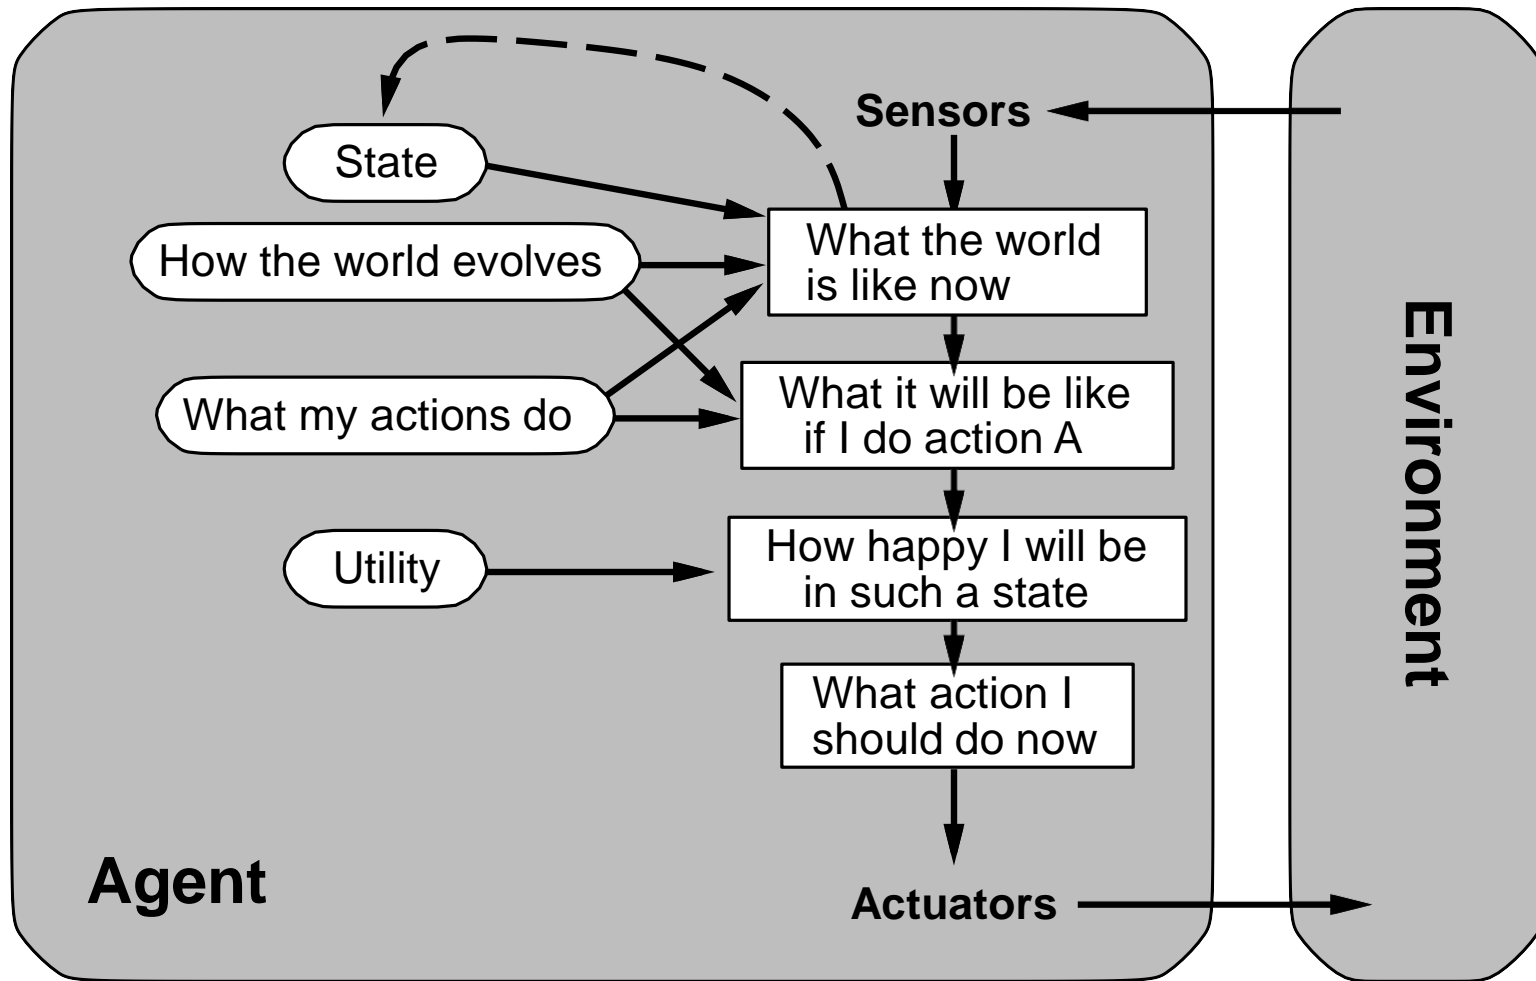 Sensors
State
What the world
is like now
How the world evolves
What it will be like
if I do action A
What my actions do
How happy I will be
in such a state
Utility
What action I
should do now
Agent
Actuators
Environment